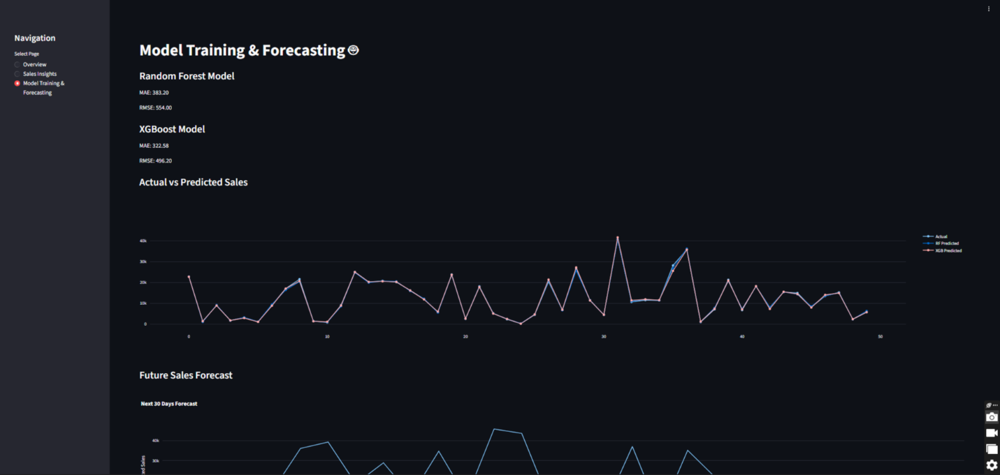 Navigation
Select Page
Overview
Sales Insights
Model Training &
Forecasting
Model Training & Forecasting
Random Forest Model
MAE: 383.20
RMSE: 554.00
XGBoost Model
MAE: 322.58
RMSE: 496.20
Actual vs Predicted Sales
40k
30k
20k
10k
0
0 10 20 30 40 50
Actual
RF Predicted
XGB Predicted
Future Sales Forecast
Next 30 Days Forecast
40k
30k
ted Sales